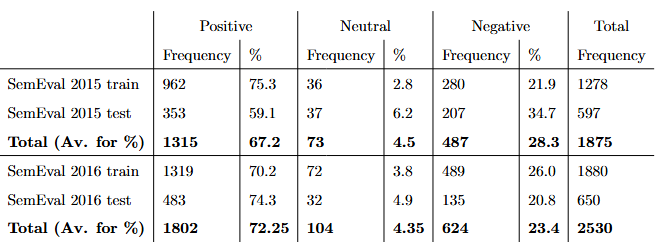 Positive Neutral Negative Total
Frequency % Frequency % Frequency % Frequency
SemEval 2015 train 962 75.3 36 2.8 280 21.9 1278
SemEval 2015 test 353 59.1 37 6.2 207 34.7 597
Total (Av. for %) 1315 67.2 73 4.5 487 28.3 1875
SemEval 2016 train 1319 70.2 72 3.8 489 26.0 1880
SemEval 2016 test 483 74.3 32 4.9 135 20.8 650
Total (Av. for %) 1802 72.25 104 4.35 624 23.4 2530